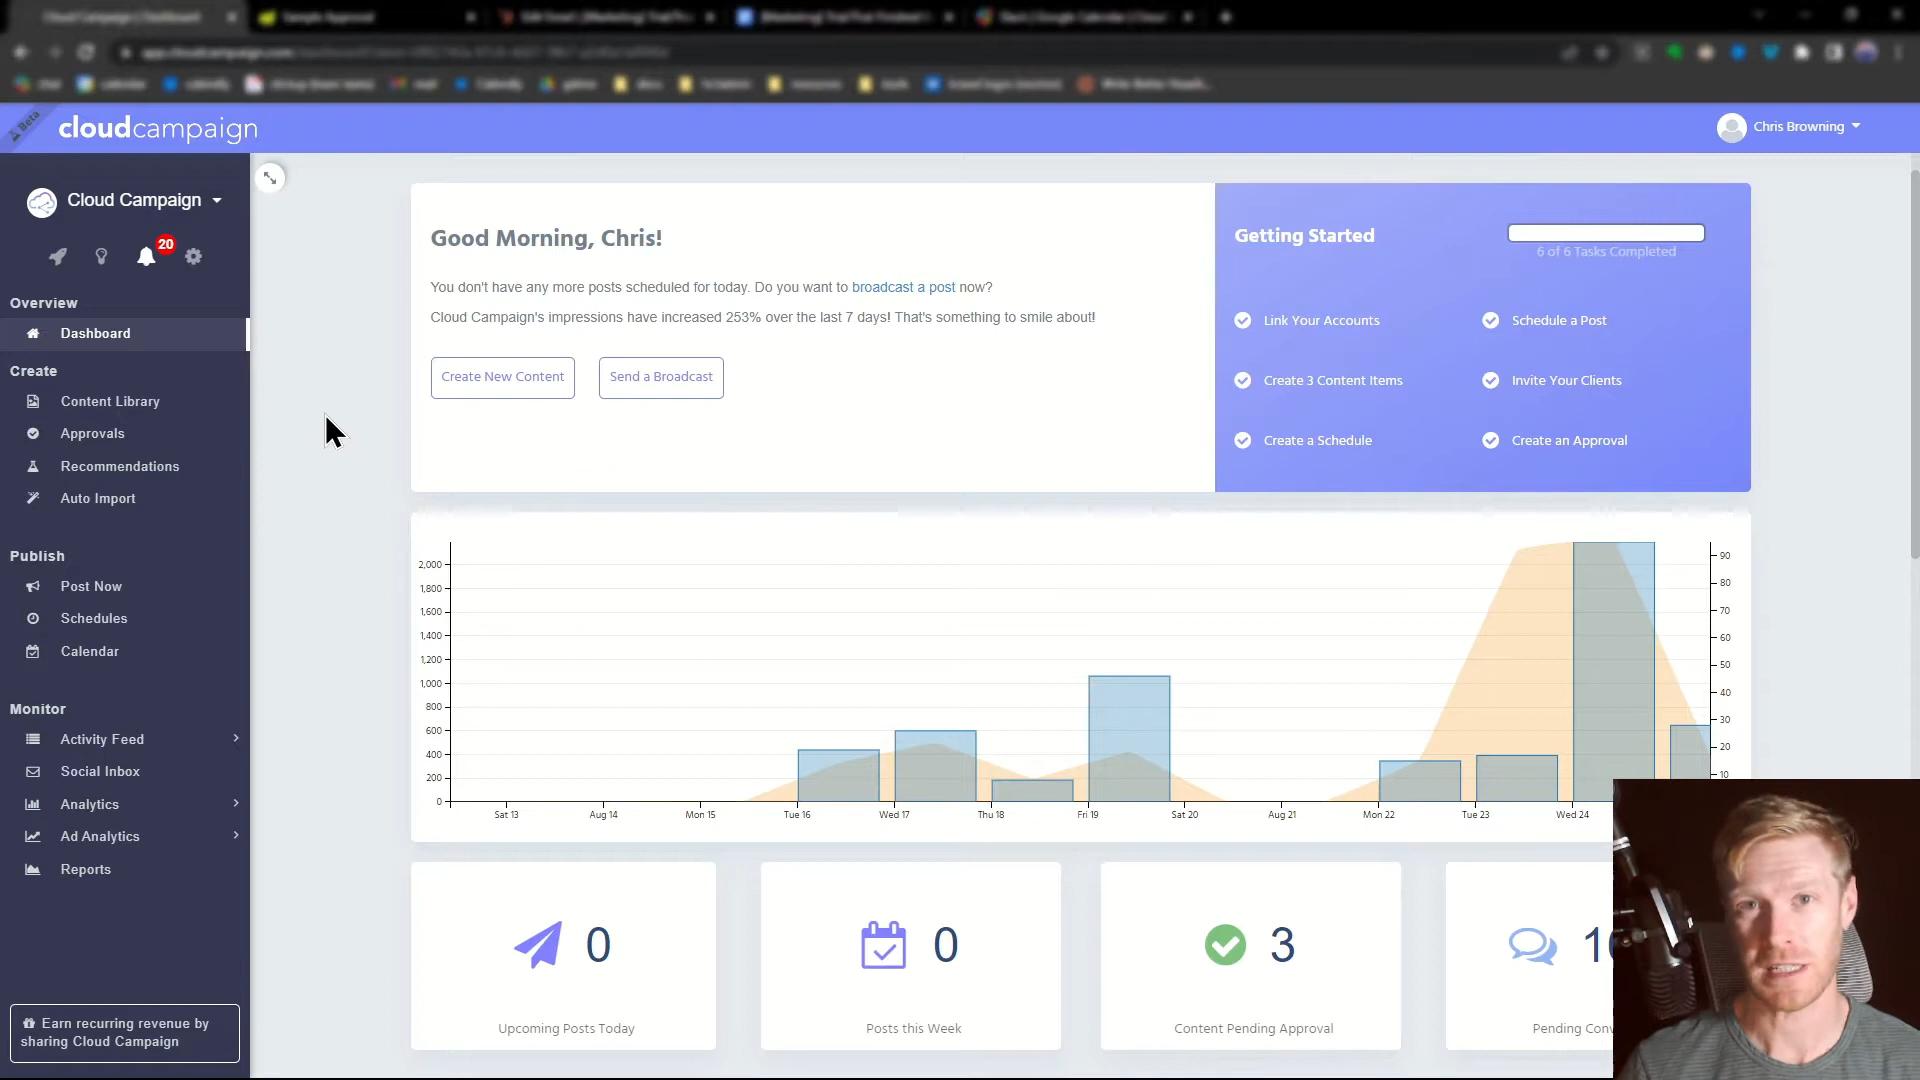 Beta
cloudcampaign
Chris Browning
Cloud Campaign
20
Overview
Dashboard
Create
Content Library
Approvals
Recommendations
Auto Import
Publish
Post Now
Schedules
Calendar
Monitor
Activity Feed
Social Inbox
Analytics
Ad Analytics
Reports
Earn recurring revenue by
sharing Cloud Campaign
Good Morning, Chris!
You don't have any more posts scheduled for today. Do you want to broadcast a post now?
Cloud Campaign's impressions have increased 253% over the last 7 days! That's something to smile about!
Create New Content
Send a Broadcast
Getting Started
6 of 6 Tasks Completed
Link Your Accounts
Schedule a Post
Create 3 Content Items
Invite Your Clients
Create a Schedule
Create an Approval
2,000
1,800
1,600
1,400
1,200
1,000
800
600
400
200
0
90
80
70
60
50
40
30
20
10
Sat 13
Aug 14
Mon 15
Tue 16
Wed 17
Thu 18
Fri 19
Sat 20
Aug 21
Mon 22
Tue 23
Wed 24
0
Upcoming Posts Today
0
Posts this Week
3
Content Pending Approval
Pending